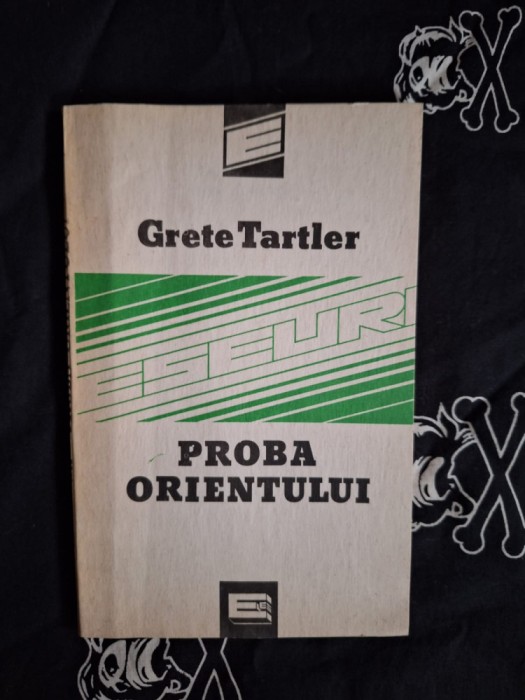 E
Grete Tartler
ESEURI
PROBA
ORIENTULUI
E